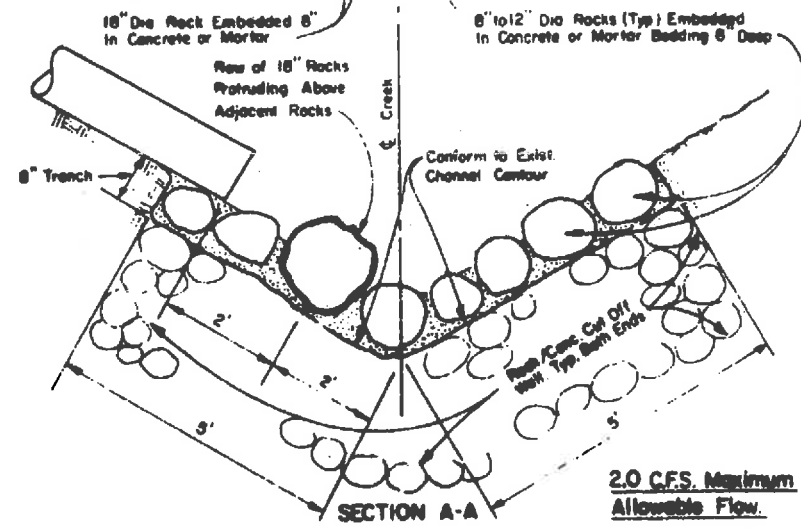 18" Dia Rock Embedded 8"
In Concrete or Mortar
8" to 12" Dia Rocks (Typ) Embedded
In Concrete or Mortar Bedding 8" Deep
Row of 18" Rocks
Protruding Above
Adjacent Rocks
℄ Creek
Conform to Exist.
Channel Contour
8" Trench
2'
2'
5'
Rock/Conc. Cut Off
Wall Typ. Both Ends
5'
SECTION A-A
2.0 C.F.S. Maximum
Allowable Flow.